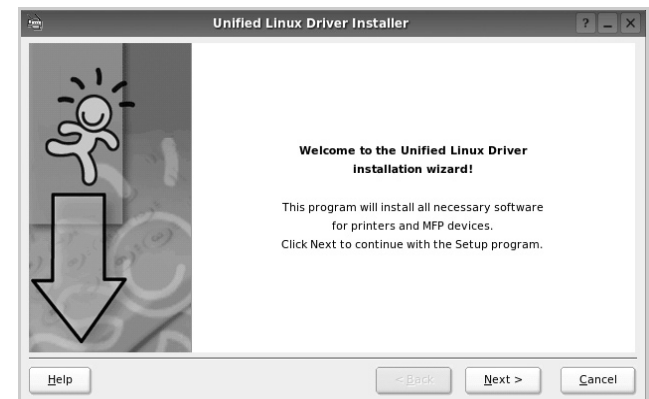 Unified Linux Driver Installer
Welcome to the Unified Linux Driver
installation wizard!
This program will install all necessary software
for printers and MFP devices.
Click Next to continue with the Setup program.
Help
< Back
Next >
Cancel